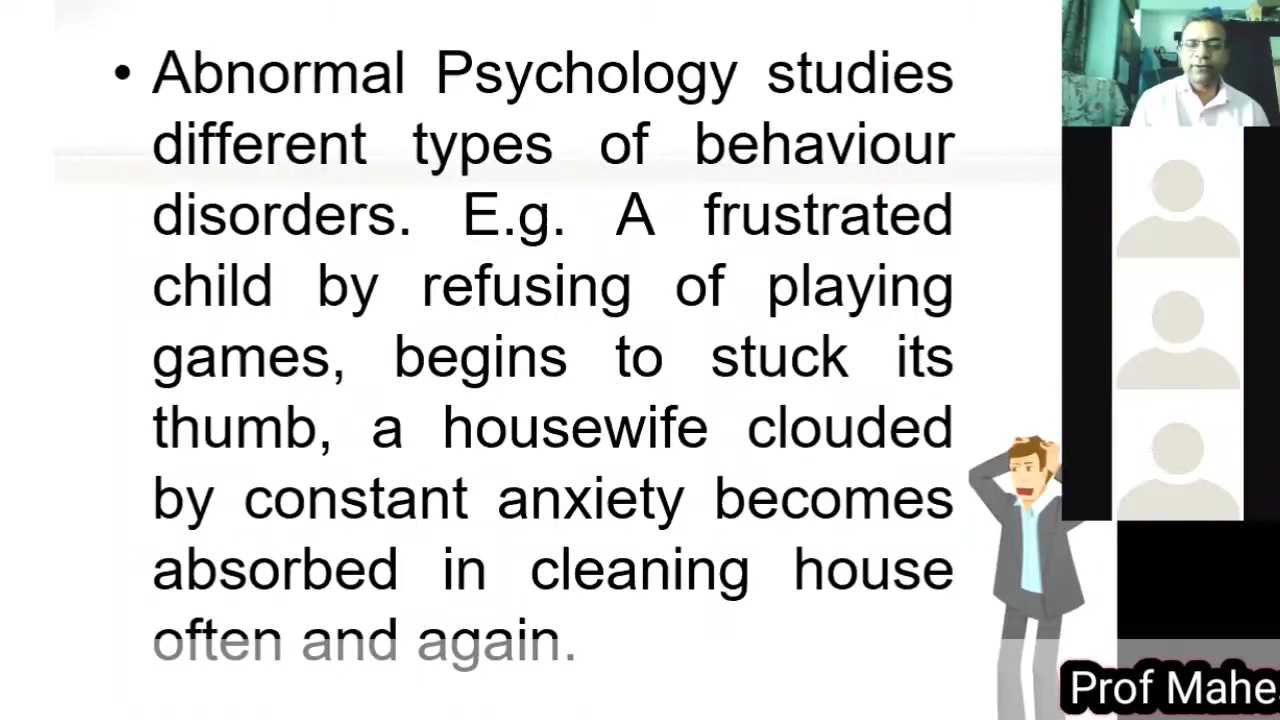 • Abnormal Psychology studies
different types of behaviour
disorders. E.g. A frustrated
child by refusing of playing
games, begins to stuck its
thumb, a housewife clouded
by constant anxiety becomes
absorbed in cleaning house
often and again.
Prof Mahe